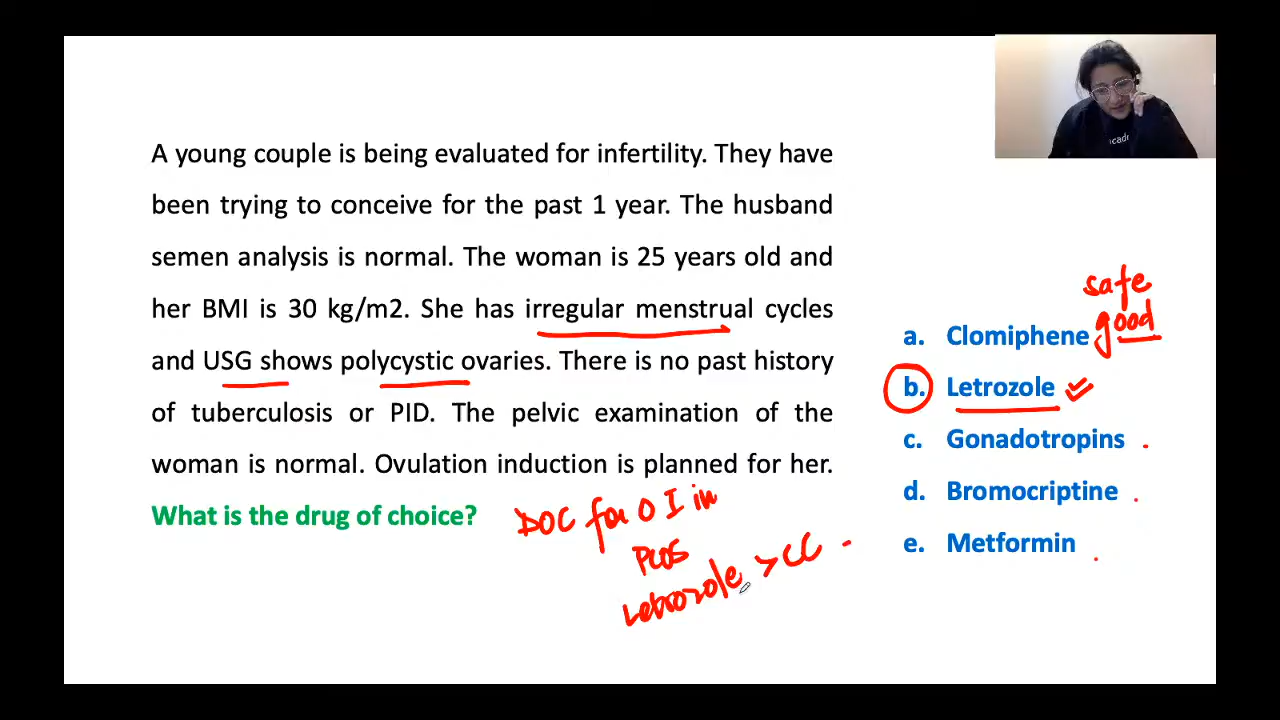 A young couple is being evaluated for infertility. They have
been trying to conceive for the past 1 year. The husband
semen analysis is normal. The woman is 25 years old and
her BMI is 30 kg/m2. She has irregular menstrual cycles
and USG shows polycystic ovaries. There is no past history
of tuberculosis or PID. The pelvic examination of the
woman is normal. Ovulation induction is planned for her.
What is the drug of choice?
DOC for O I in
PCOS
Letrozole > CC
safe
good
a. Clomiphene
b. Letrozole
c. Gonadotropins
d. Bromocriptine
e. Metformin